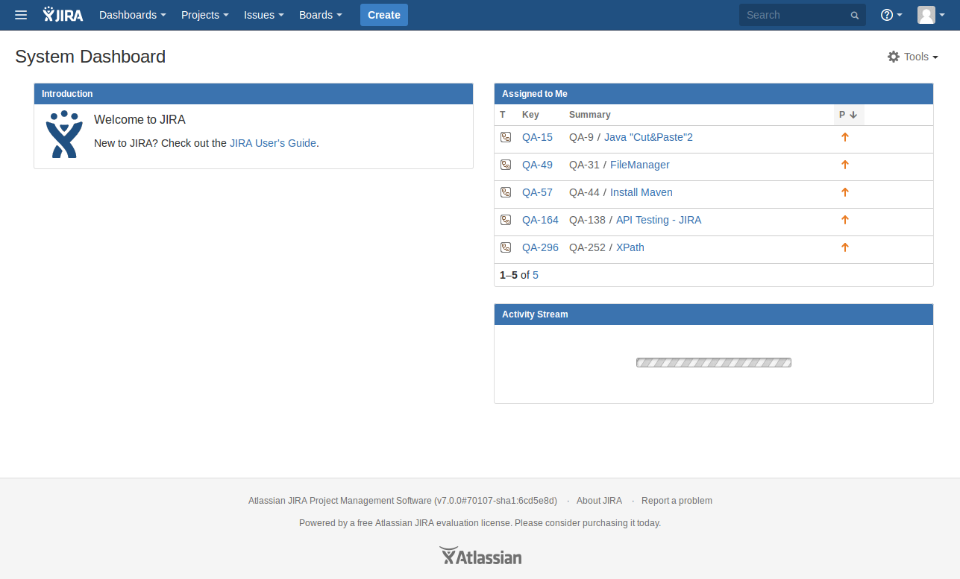 JIRA Dashboards Projects Issues Boards Create Search
System Dashboard
Tools
Introduction
Welcome to JIRA
New to JIRA? Check out the JIRA User's Guide.
Assigned to Me
T Key Summary P
QA-15 QA-9 / Java "Cut&Paste"2
QA-49 QA-31 / FileManager
QA-57 QA-44 / Install Maven
QA-164 QA-138 / API Testing - JIRA
QA-296 QA-252 / XPath
1–5 of 5
Activity Stream
Atlassian JIRA Project Management Software (v7.0.0#70107-sha1:6cd5e8d) · About JIRA · Report a problem
Powered by a free Atlassian JIRA evaluation license. Please consider purchasing it today.
Atlassian